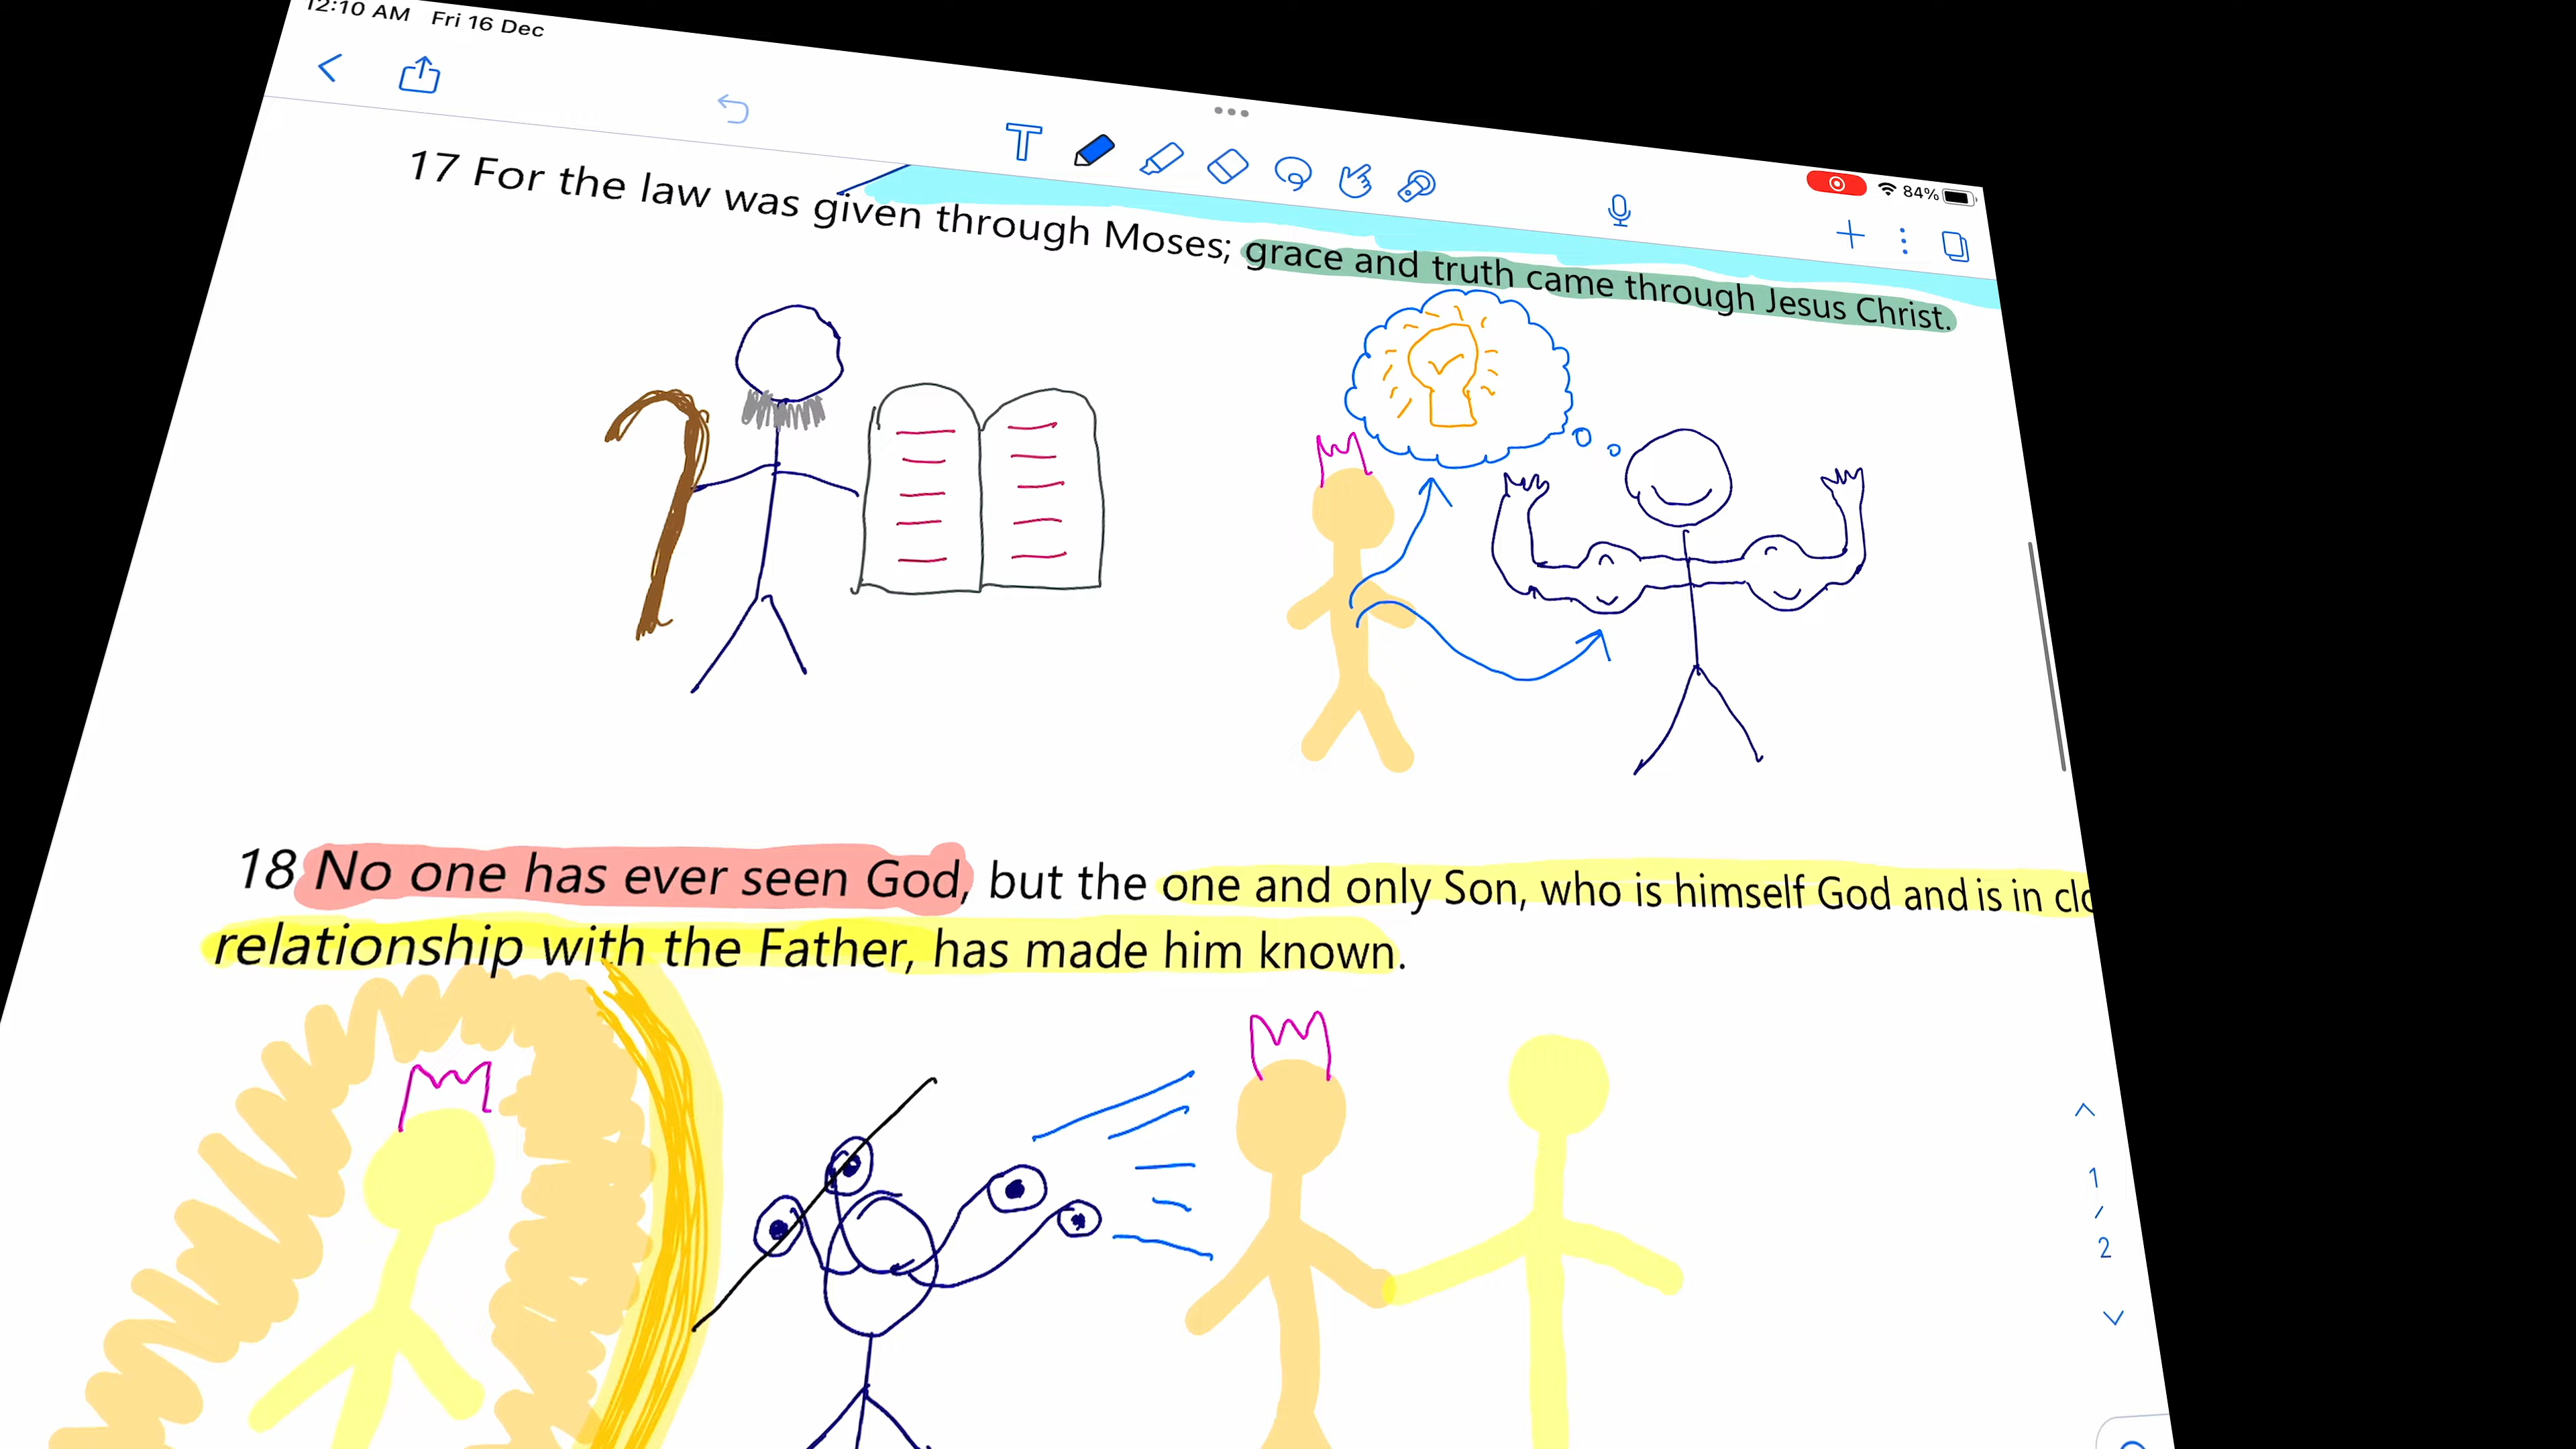 12:10 AM Fri 16 Dec
84%
17 For the law was given through Moses; grace and truth came through Jesus Christ.
18 No one has ever seen God, but the one and only Son, who is himself God and is in clo
relationship with the Father, has made him known.
1
/
2